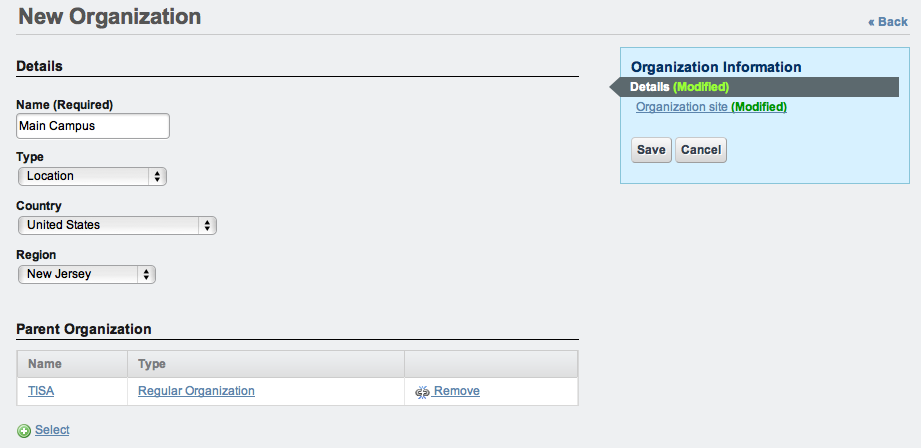 New Organization
« Back
Details
Name (Required)
Main Campus
Type
Location
Country
United States
Region
New Jersey
Parent Organization
Name Type
TISA Regular Organization Remove
Select
Organization Information
Details (Modified)
Organization site (Modified)
Save Cancel